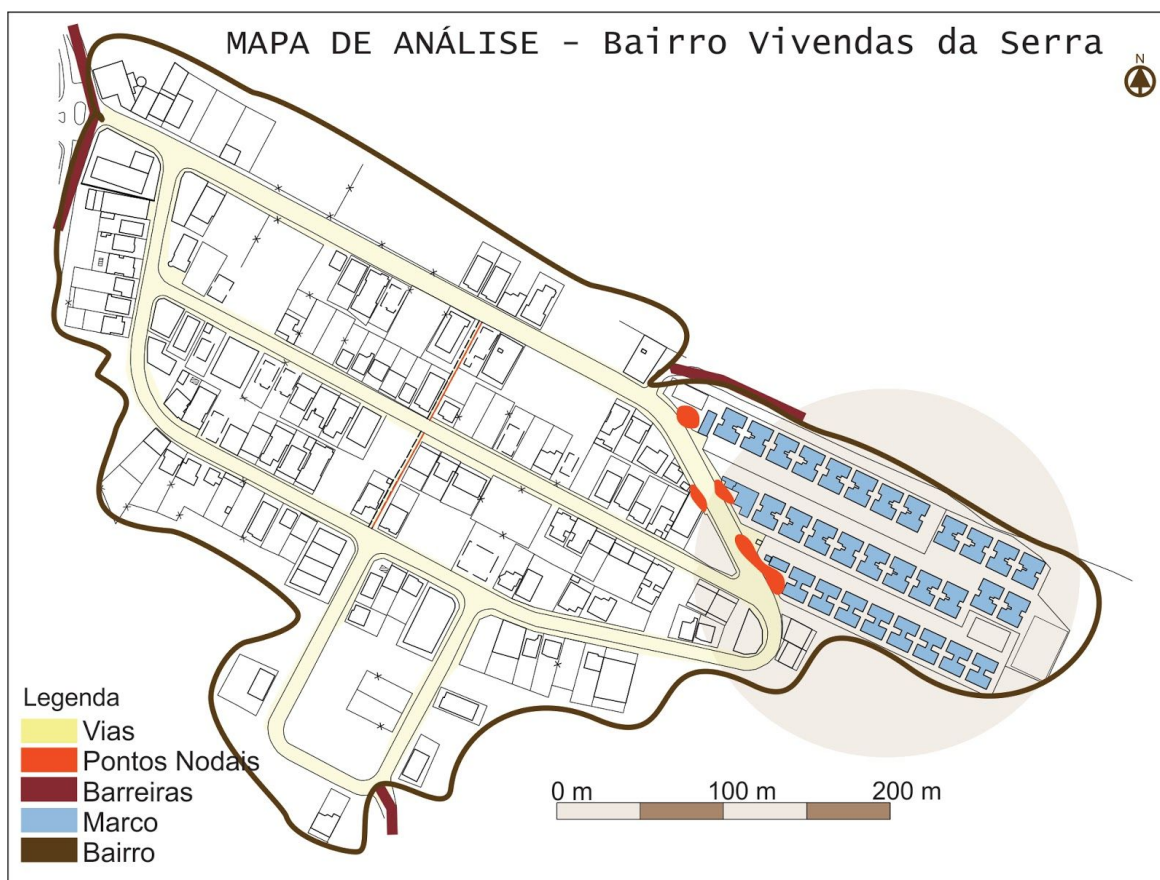 MAPA DE ANÁLISE - Bairro Vivendas da Serra
N
Legenda
Vias
Pontos Nodais
Barreiras
Marco
Bairro
0 m 100 m 200 m